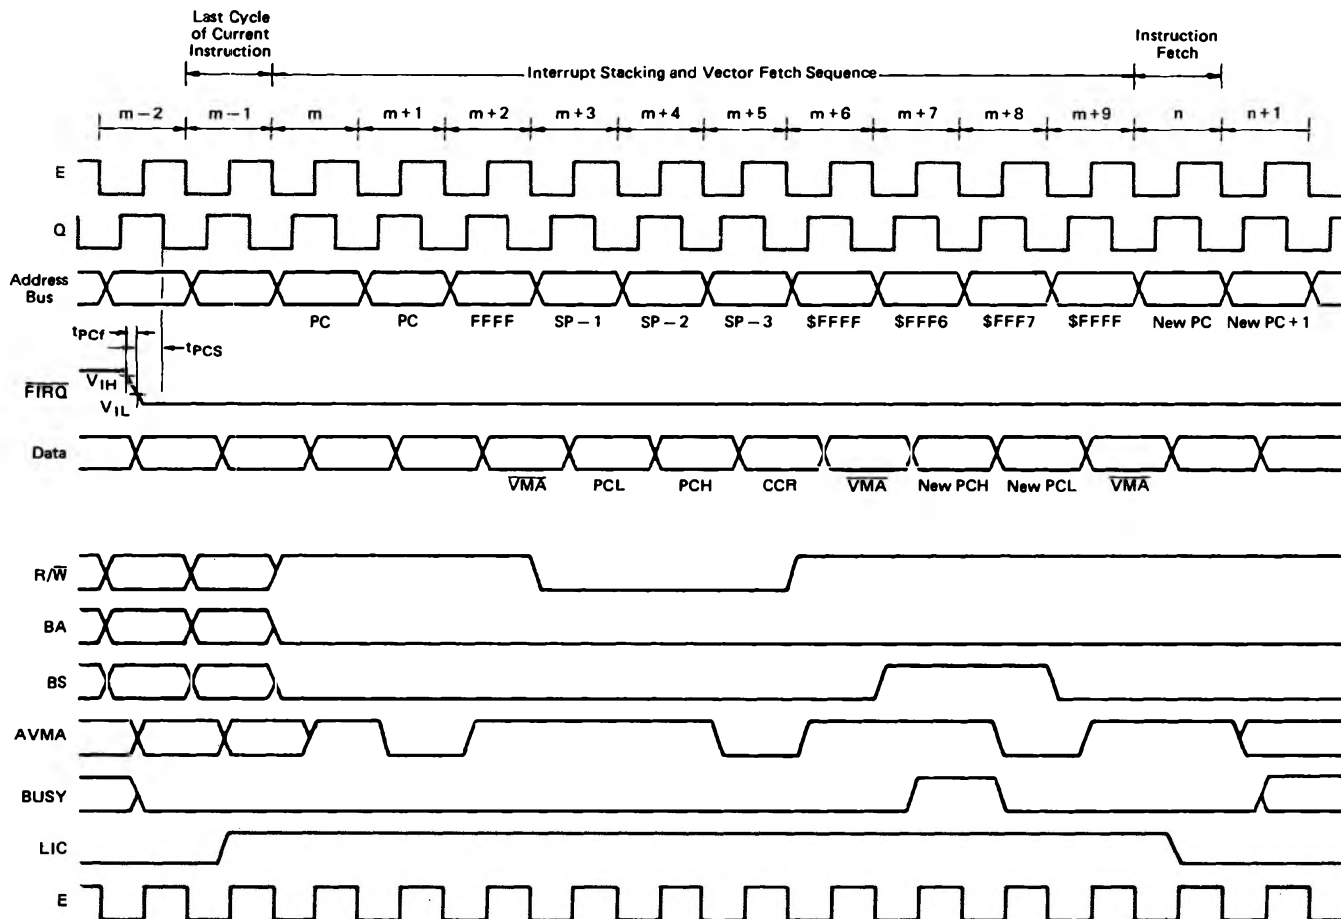 Last Cycle
of Current
Instruction
Instruction
Fetch
Interrupt Stacking and Vector Fetch Sequence
m − 2 m − 1 m m + 1 m + 2 m + 3 m + 4 m + 5 m + 6 m + 7 m + 8 m + 9 n n + 1
E
Q
Address
Bus
PC PC FFFF SP − 1 SP − 2 SP − 3 $FFFF $FFF6 $FFF7 $FFFF New PC New PC + 1
tPCf
tPCS
VIH
FIRQ
VIL
Data
VMA PCL PCH CCR VMA New PCH New PCL VMA
R/W
BA
BS
AVMA
BUSY
LIC
E